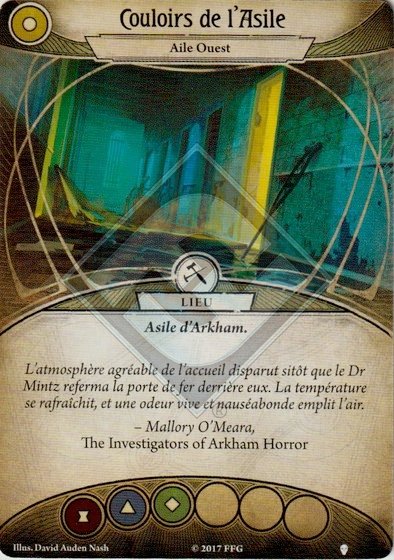 Couloirs de l'Asile
Aile Ouest
LIEU
Asile d'Arkham.
L'atmosphère agréable de l'accueil disparut sitôt que le Dr
Mintz referma la porte de fer derrière eux. La température
se rafraîchit, et une odeur vive et nauséabonde emplit l'air.
– Mallory O'Meara,
The Investigators of Arkham Horror
Illus. David Auden Nash
© 2017 FFG